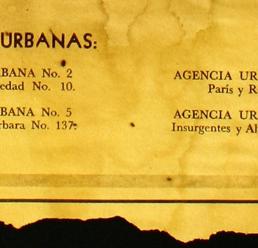 URBANAS:
BANA No. 2
edad No. 10.
BANA No. 5
rbara No. 137.
AGENCIA UR
París y R
AGENCIA UR
Insurgentes y Al